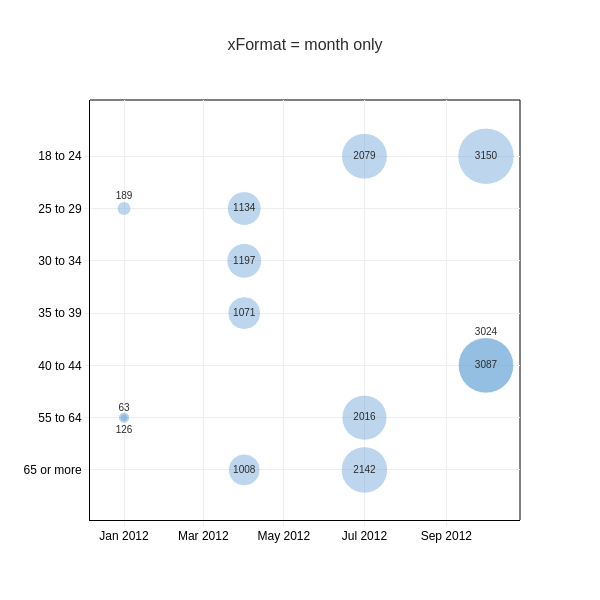 xFormat = month only
18 to 24
2079
3150
189
25 to 29
1134
30 to 34
1197
35 to 39
1071
3024
40 to 44
3087
63
55 to 64
2016
126
65 or more
1008
2142
Jan 2012
Mar 2012
May 2012
Jul 2012
Sep 2012